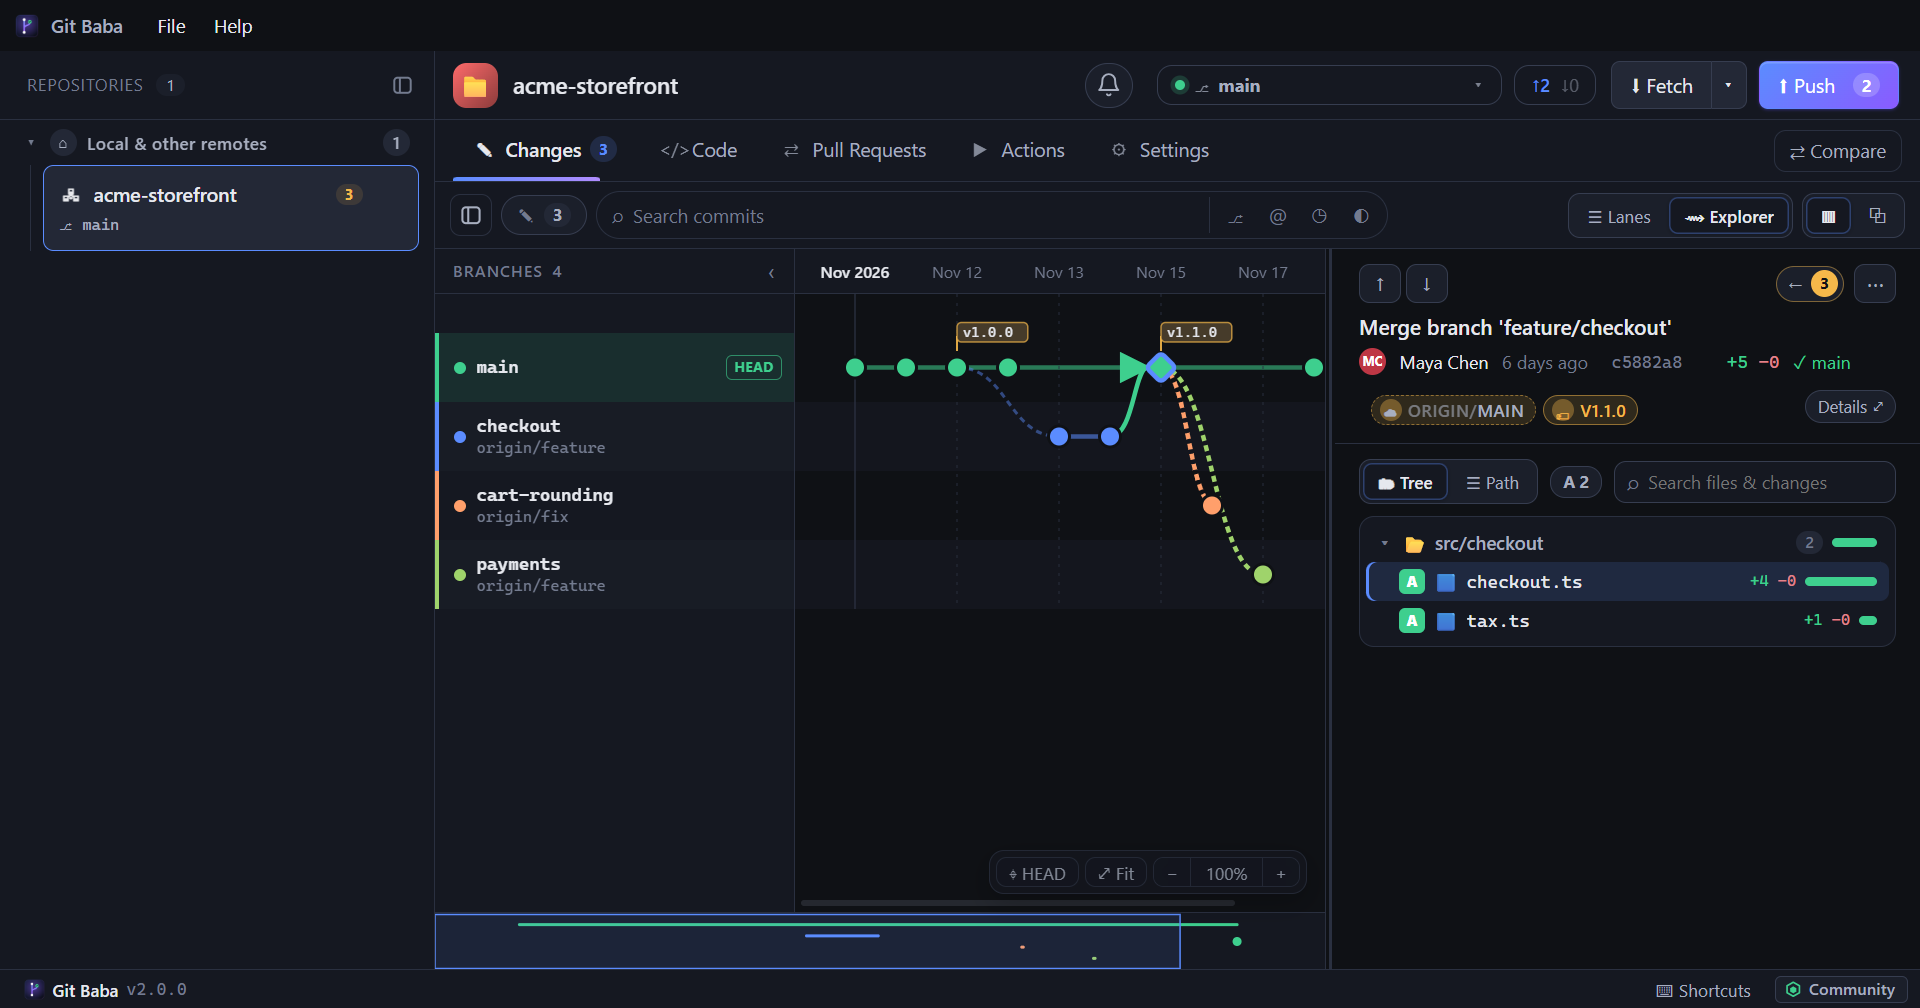 Git Baba File Help
REPOSITORIES 1
Local & other remotes 1
acme-storefront 3
main
acme-storefront
main
↑2 ↓0
Fetch
Push 2
Changes 3
</> Code
Pull Requests
Actions
Settings
Compare
3
Search commits
@
Lanes
Explorer
BRANCHES 4
Nov 2026 Nov 12 Nov 13 Nov 15 Nov 17
v1.0.0 v1.1.0
main HEAD
checkout
origin/feature
cart-rounding
origin/fix
payments
origin/feature
HEAD Fit − 100% +
↑ ↓
← 3 ...
Merge branch 'feature/checkout'
MC Maya Chen 6 days ago c5882a8 +5 −0 ✓ main
ORIGIN/MAIN V1.1.0 Details
Tree Path A 2 Search files & changes
src/checkout 2
A checkout.ts +4 −0
A tax.ts +1 −0
Git Baba v2.0.0
Shortcuts Community